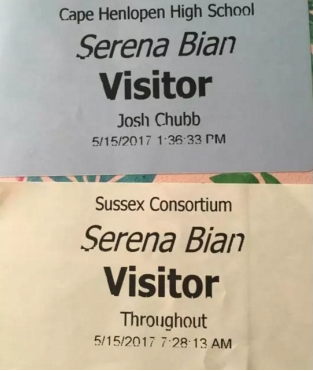 Cape Henlopen High School
Serena Bian
Visitor
Josh Chubb
5/15/2017 1:36:33 PM
Sussex Consortium
Serena Bian
Visitor
Throughout
5/15/2017 7:28:13 AM